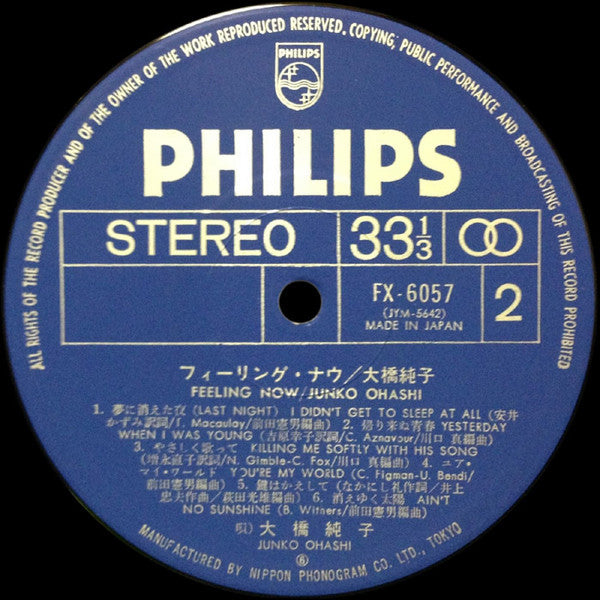 ALL RIGHTS OF THE RECORD PRODUCER AND OF THE OWNER OF THE WORK REPRODUCED RESERVED. COPYING, PUBLIC PERFORMANCE AND BROADCASTING OF THIS RECORD PROHIBITED
PHILIPS
PHILIPS
STEREO 33 1/3
FX-6057 2
(JYM-5642)
MADE IN JAPAN
フィーリング・ナウ/大橋純子
FEELING NOW/JUNKO OHASHI
1. 夢に消えた夜 (LAST NIGHT) I DIDN'T GET TO SLEEP AT ALL (安井
かずみ訳詞/T. Macaulay/前田憲男編曲) 2. 帰り来ぬ青春 YESTERDAY
WHEN I WAS YOUNG (吉原幸子訳詞/C. Aznavour/川口 真編曲)
3. やさしく歌って KILLING ME SOFTLY WITH HIS SONG
(増永直子訳詞/N. Gimble-C. Fox/川口 真編曲) 4. ユア・
マイ・ワールド YOU'RE MY WORLD (C. Figman-U. Bendi/
前田憲男編曲) 5. 鍵はかえして (なかにし礼作詞/井上
忠夫作曲/萩田光雄編曲) 6. 消えゆく太陽 AIN'T
NO SUNSHINE (B. Withers/前田憲男編曲)
唄) 大橋純子
JUNKO OHASHI
⑥
MANUFACTURED BY NIPPON PHONOGRAM CO. LTD., TOKYO